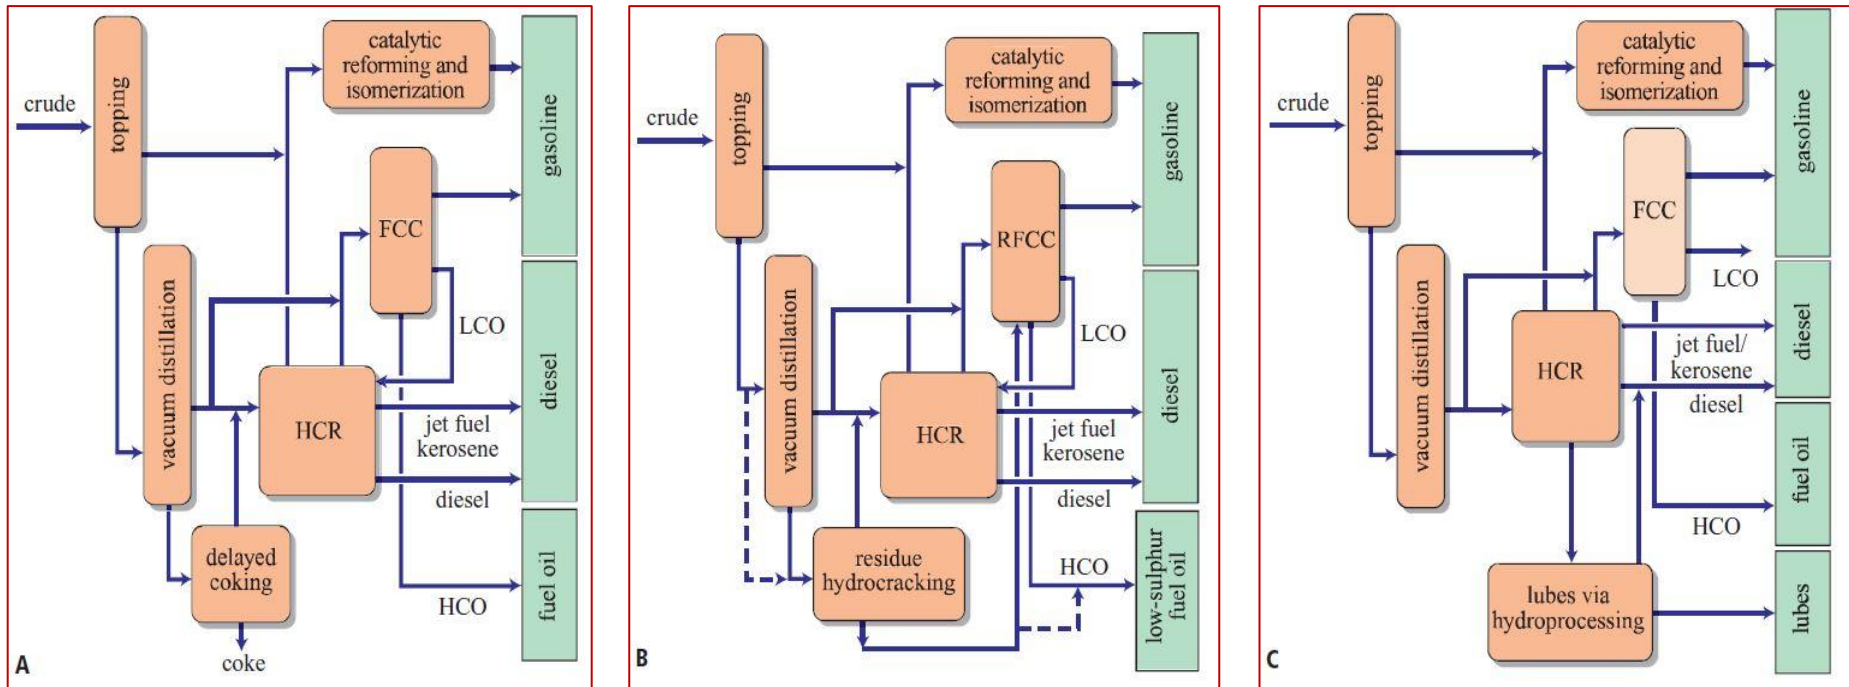 crude
topping
catalytic
reforming and
isomerization
gasoline
FCC
LCO
vacuum distillation
HCR
jet fuel
kerosene
diesel
diesel
delayed
coking
coke
HCO
fuel oil
A
crude
topping
catalytic
reforming and
isomerization
gasoline
RFCC
LCO
vacuum distillation
HCR
jet fuel
kerosene
diesel
diesel
residue
hydrocracking
HCO
low-sulphur
fuel oil
B
crude
topping
catalytic
reforming and
isomerization
gasoline
FCC
LCO
vacuum distillation
HCR
jet fuel/
kerosene
diesel
diesel
HCO
fuel oil
lubes via
hydroprocessing
lubes
C